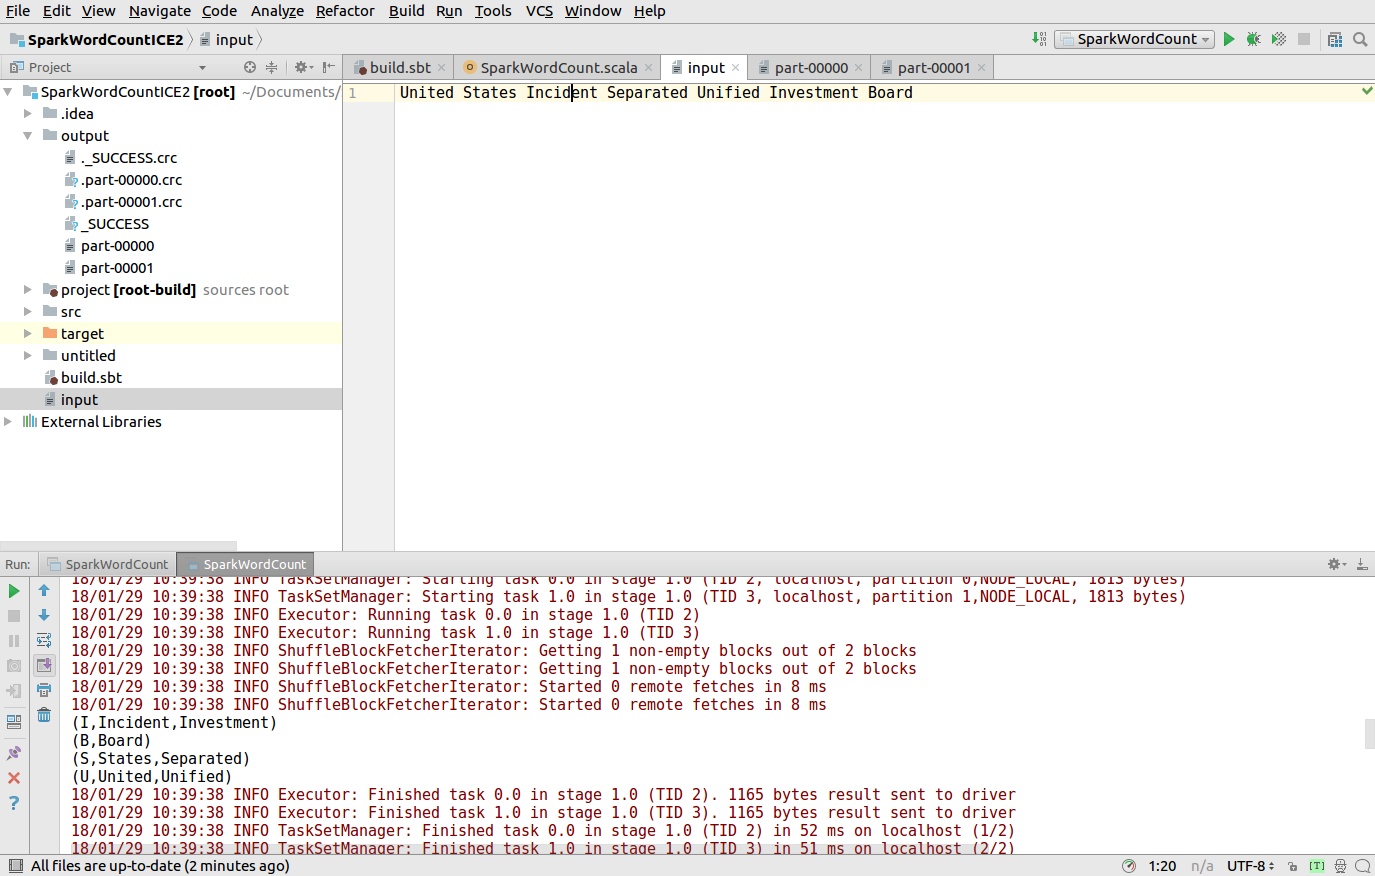 File Edit View Navigate Code Analyze Refactor Build Run Tools VCS Window Help
SparkWordCountICE2 input SparkWordCount
Project build.sbt SparkWordCount.scala input part-00000 part-00001
SparkWordCountICE2 [root] ~/Documents/
1 United States Incident Separated Unified Investment Board
.idea
output
._SUCCESS.crc
.part-00000.crc
.part-00001.crc
_SUCCESS
part-00000
part-00001
project [root-build] sources root
src
target
untitled
build.sbt
input
External Libraries
Run: SparkWordCount SparkWordCount
18/01/29 10:39:38 INFO TaskSetManager: Starting task 0.0 in stage 1.0 (TID 2, localhost, partition 0,NODE_LOCAL, 1813 bytes)
18/01/29 10:39:38 INFO TaskSetManager: Starting task 1.0 in stage 1.0 (TID 3, localhost, partition 1,NODE_LOCAL, 1813 bytes)
18/01/29 10:39:38 INFO Executor: Running task 0.0 in stage 1.0 (TID 2)
18/01/29 10:39:38 INFO Executor: Running task 1.0 in stage 1.0 (TID 3)
18/01/29 10:39:38 INFO ShuffleBlockFetcherIterator: Getting 1 non-empty blocks out of 2 blocks
18/01/29 10:39:38 INFO ShuffleBlockFetcherIterator: Getting 1 non-empty blocks out of 2 blocks
18/01/29 10:39:38 INFO ShuffleBlockFetcherIterator: Started 0 remote fetches in 8 ms
18/01/29 10:39:38 INFO ShuffleBlockFetcherIterator: Started 0 remote fetches in 8 ms
(I,Incident,Investment)
(B,Board)
(S,States,Separated)
(U,United,Unified)
18/01/29 10:39:38 INFO Executor: Finished task 0.0 in stage 1.0 (TID 2). 1165 bytes result sent to driver
18/01/29 10:39:38 INFO Executor: Finished task 1.0 in stage 1.0 (TID 3). 1165 bytes result sent to driver
18/01/29 10:39:38 INFO TaskSetManager: Finished task 0.0 in stage 1.0 (TID 2) in 52 ms on localhost (1/2)
18/01/29 10:39:38 INFO TaskSetManager: Finished task 1.0 in stage 1.0 (TID 3) in 51 ms on localhost (2/2)
All files are up-to-date (2 minutes ago) 1:20 n/a UTF-8 [T]